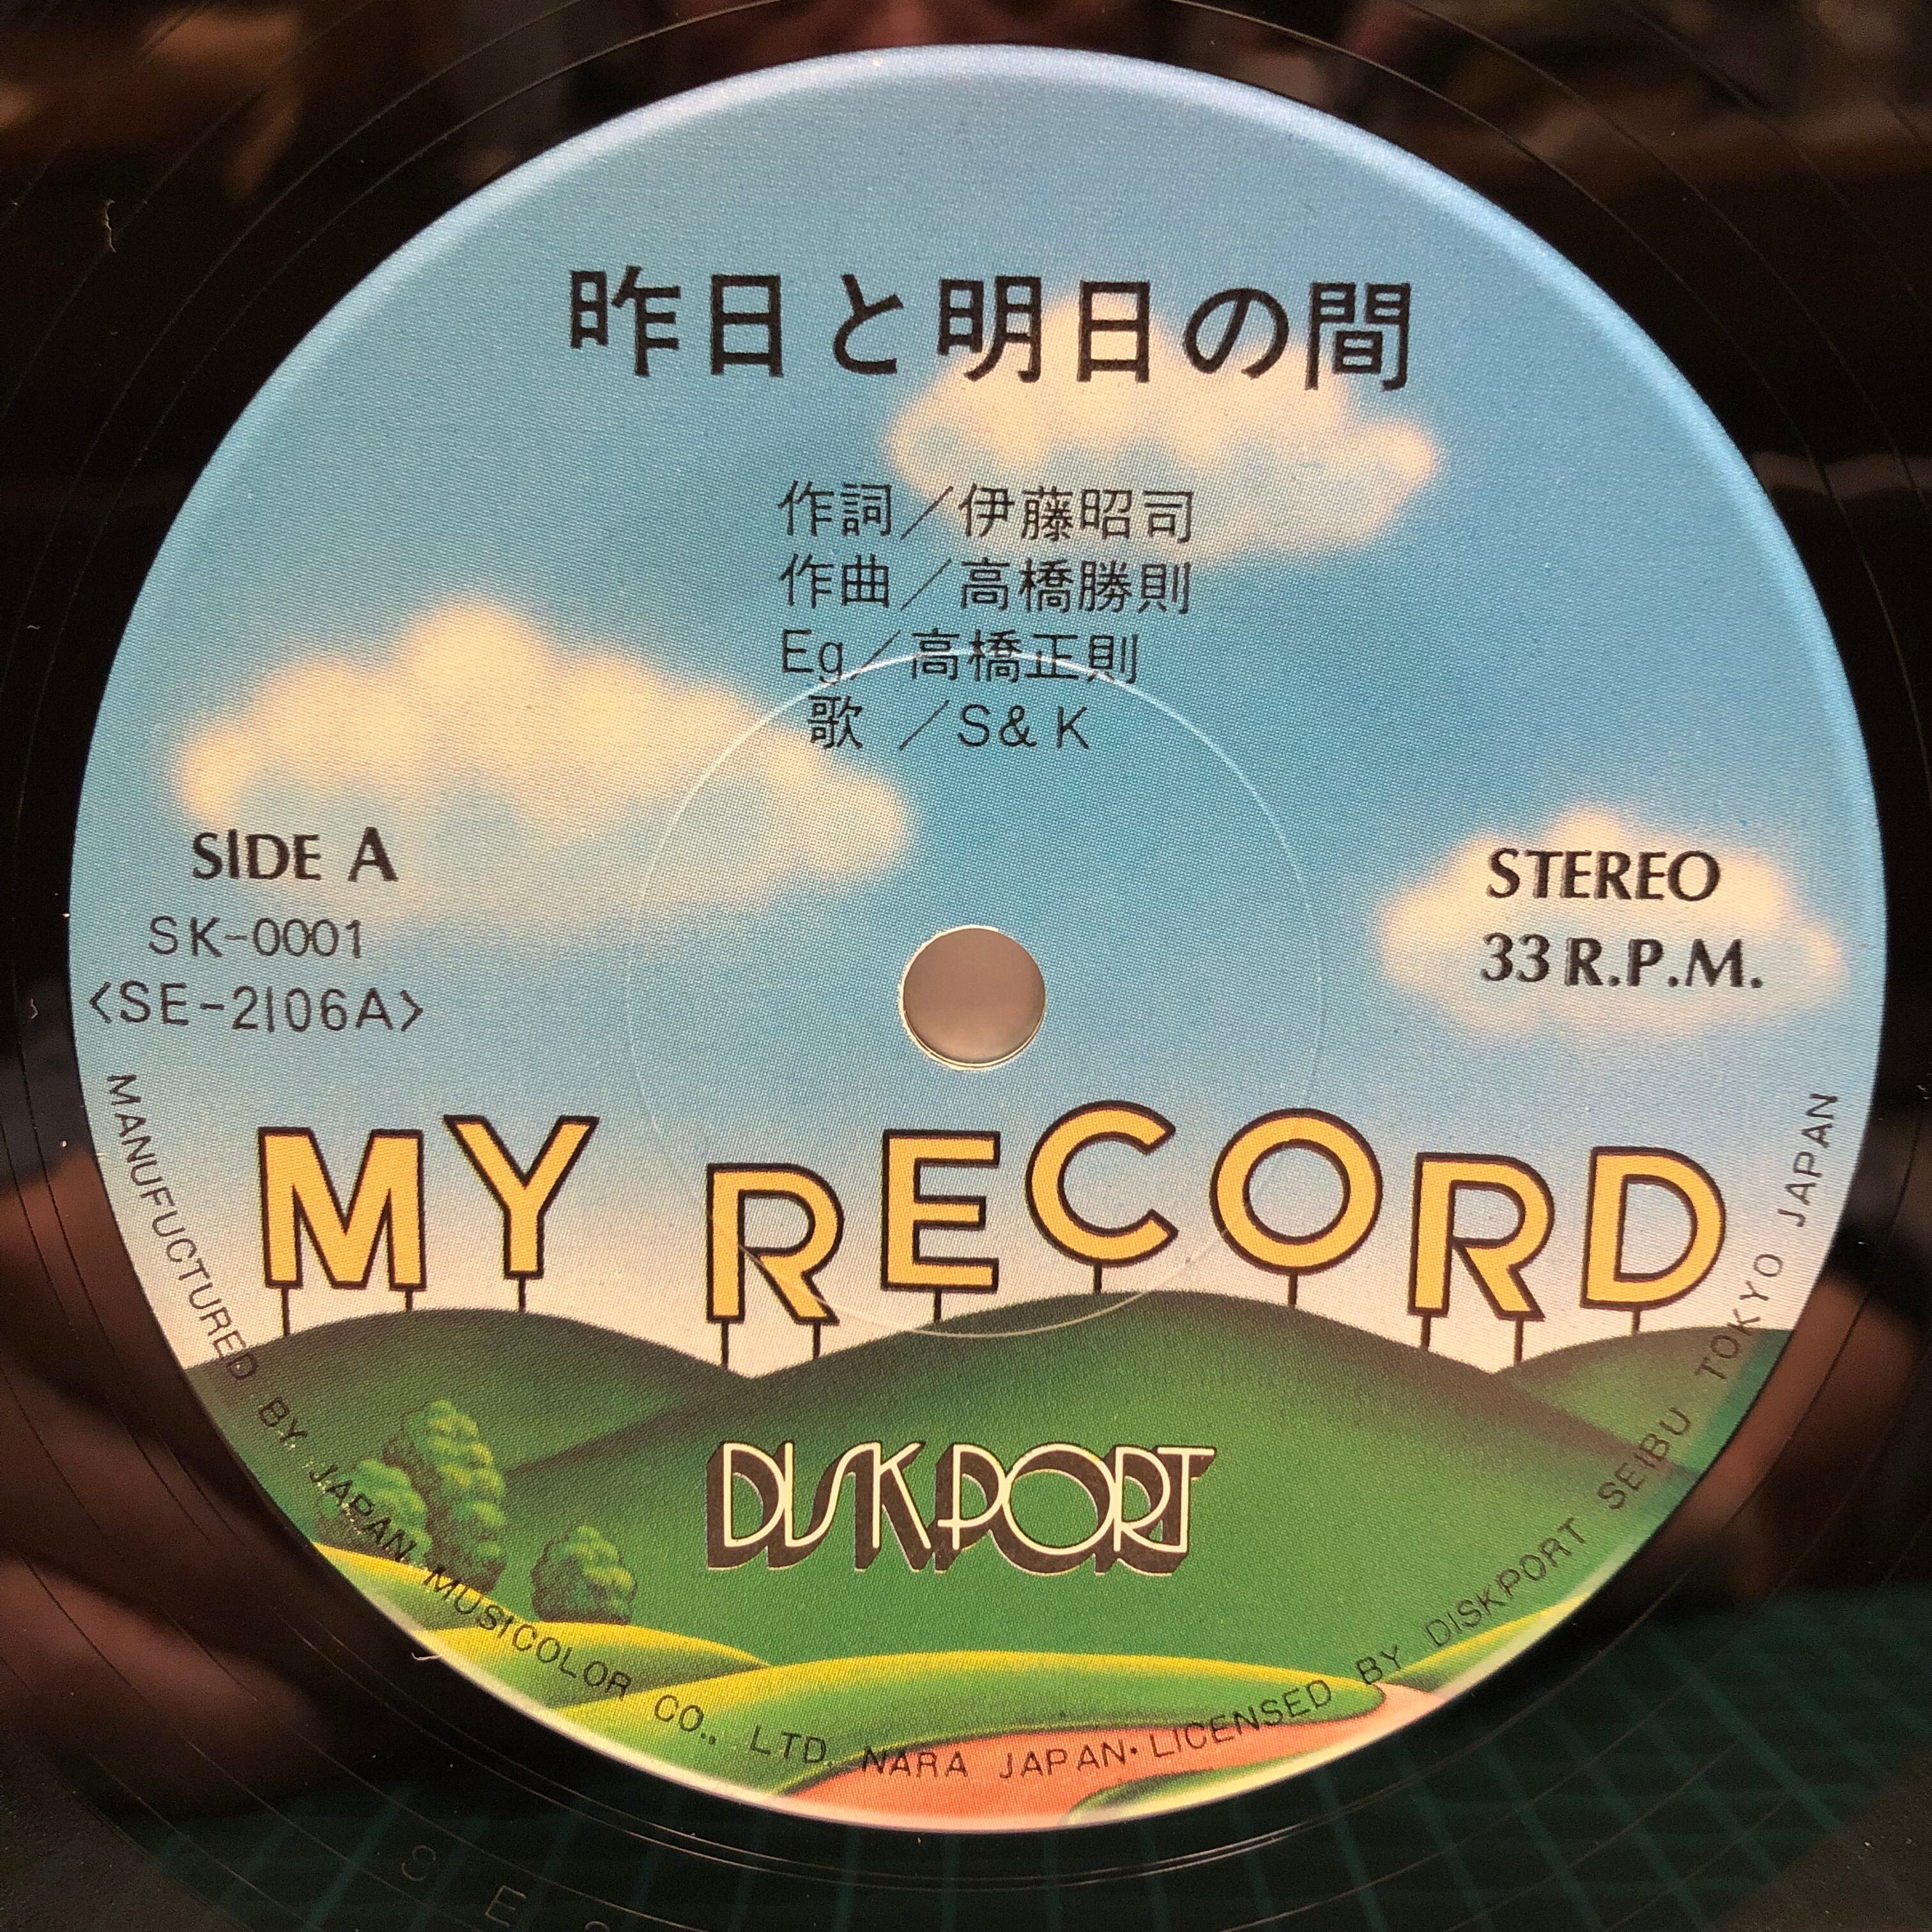 昨日と明日の間
作詞／伊藤昭司
作曲／高橋勝則
Eg／高橋正則
歌 ／S& K
SIDE A
SK-0001
<SE-2106A>
STEREO
33 R.P.M.
MY RECORD
DISKPORT
MANUFUCTURED BY JAPAN MUSICOLOR CO., LTD. NARA JAPAN・LICENSED BY DISKPORT SEIBU TOKYO JAPAN
S E